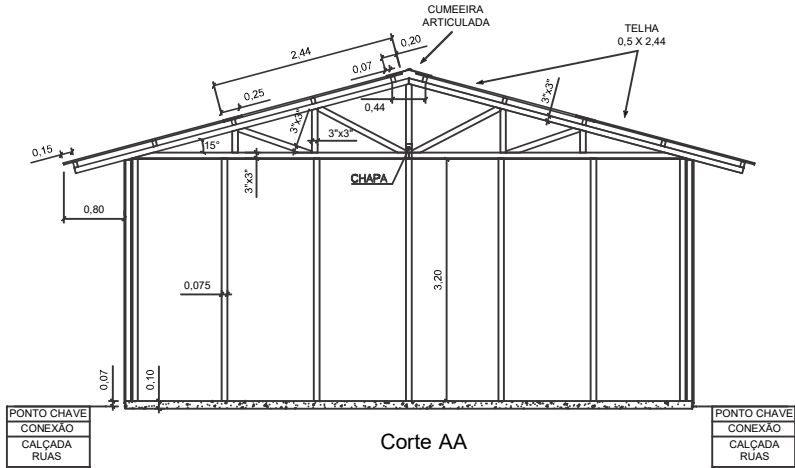 CUMEEIRA
ARTICULADA
TELHA
0,5 X 2,44
2,44
0,20
0,07
0,25
0,44
3"x3"
3"x3"
3"x3"
15°
0,15
3"x3"
CHAPA
0,80
0,075
3,20
0,07
0,10
PONTO CHAVE
CONEXÃO
CALÇADA
RUAS
PONTO CHAVE
CONEXÃO
CALÇADA
RUAS
Corte AA